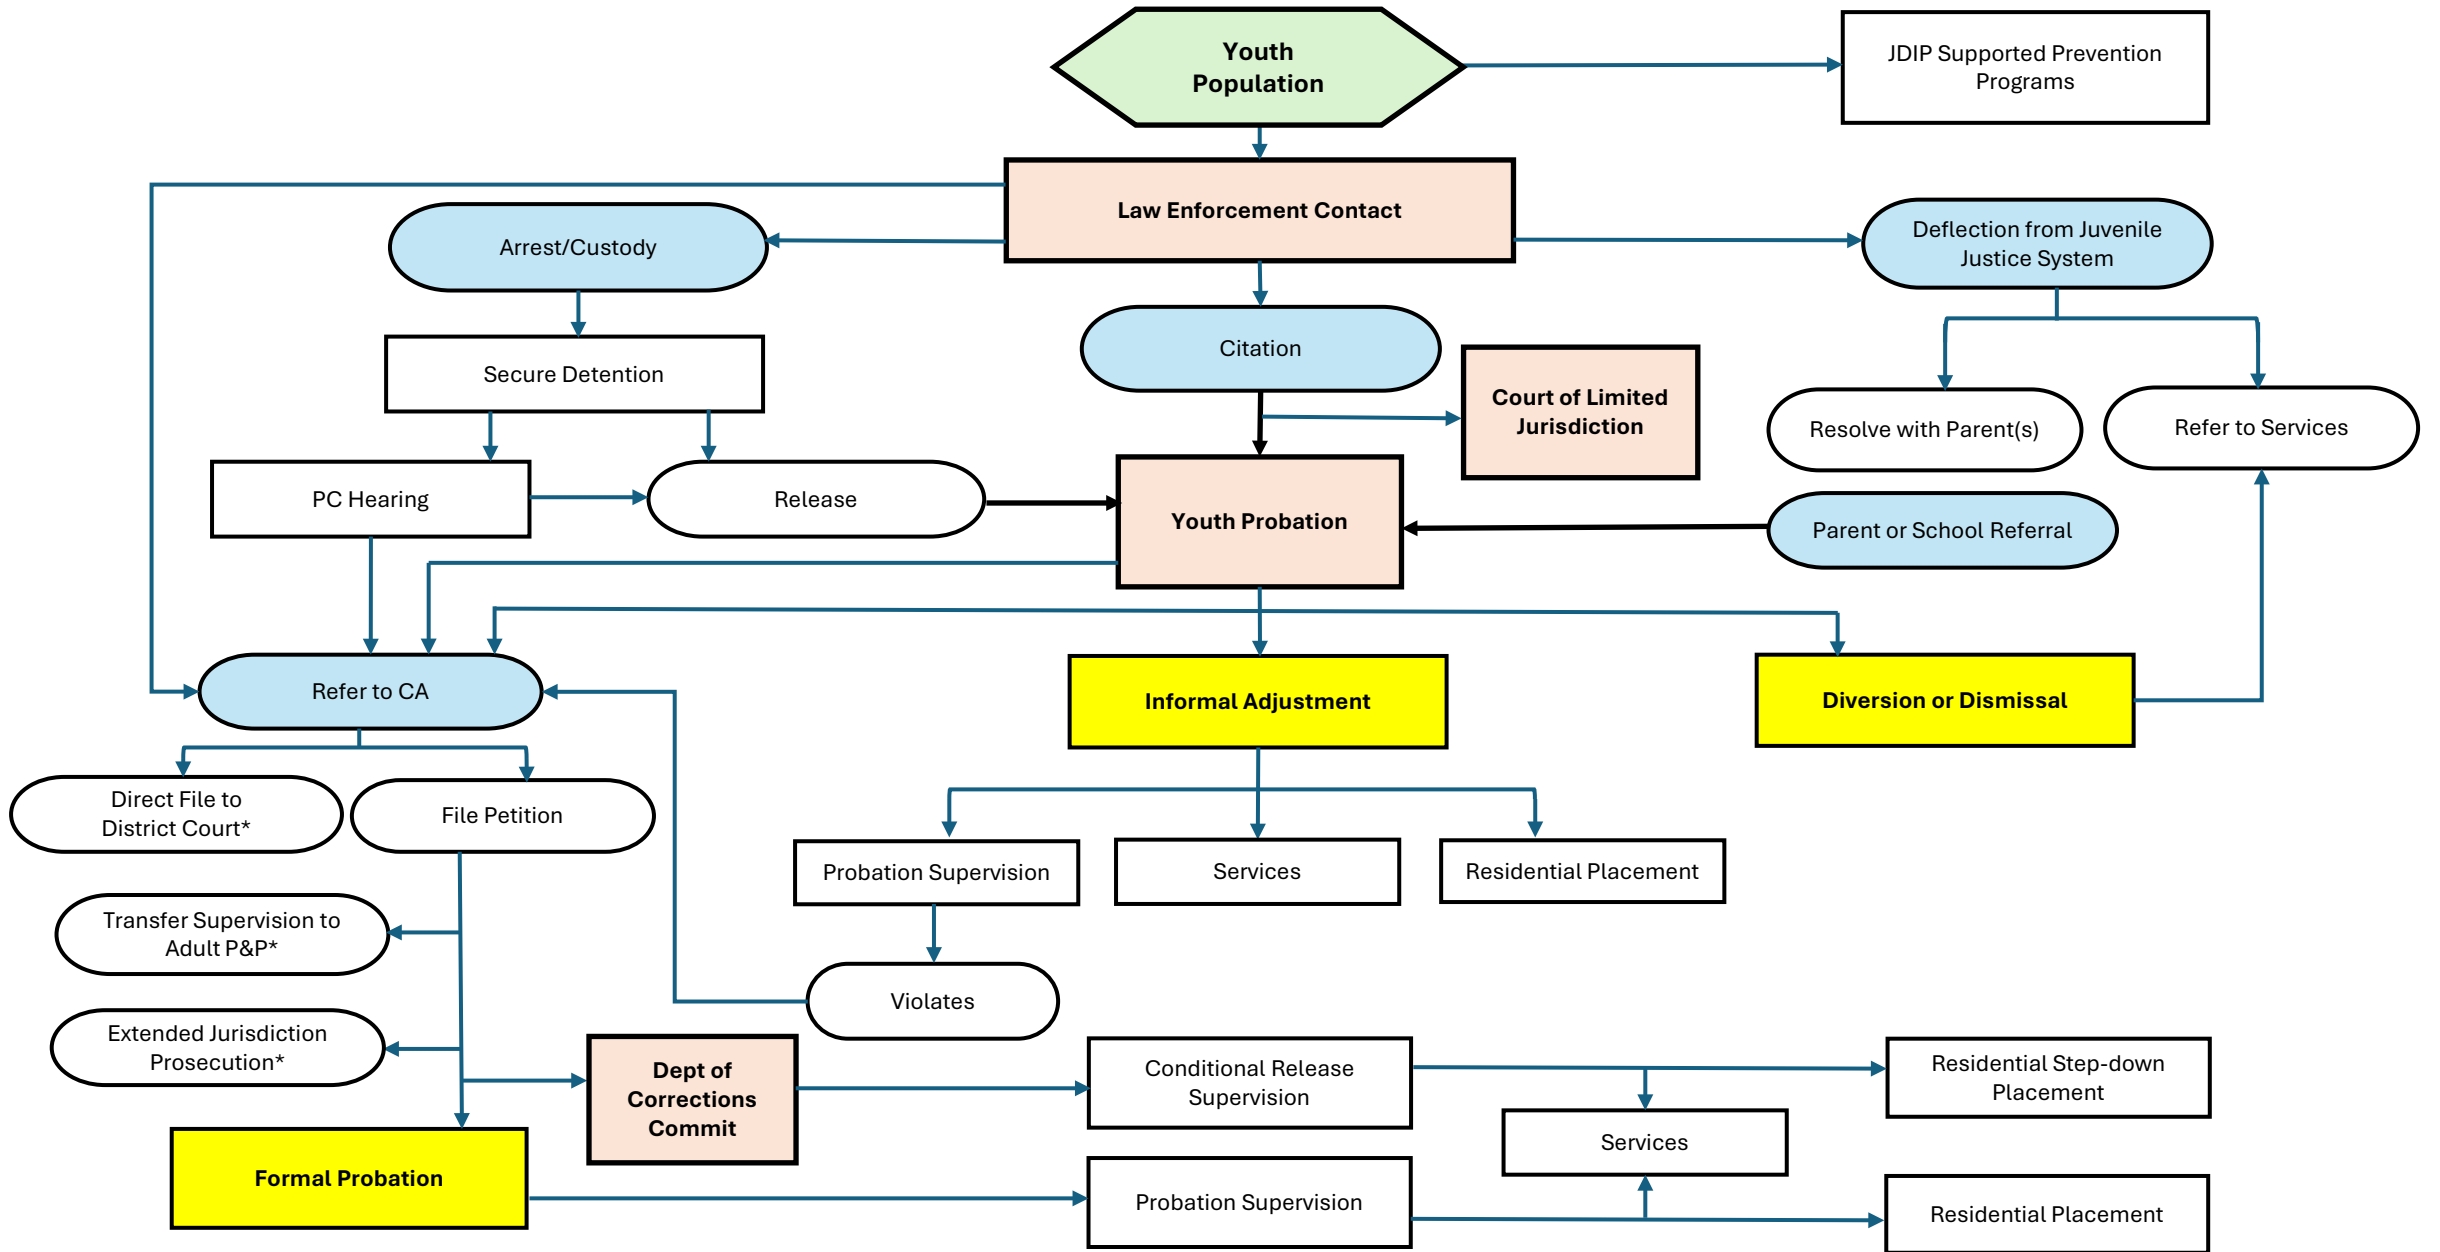 Youth
Population
JDIP Supported Prevention
Programs
Law Enforcement Contact
Arrest/Custody
Deflection from Juvenile
Justice System
Citation
Secure Detention
Court of Limited
Jurisdiction
Resolve with Parent(s)
Refer to Services
PC Hearing
Release
Youth Probation
Parent or School Referral
Refer to CA
Informal Adjustment
Diversion or Dismissal
Direct File to
District Court*
File Petition
Probation Supervision
Services
Residential Placement
Transfer Supervision to
Adult P&P*
Violates
Extended Jurisdiction
Prosecution*
Dept of
Corrections
Commit
Conditional Release
Supervision
Residential Step-down
Placement
Services
Formal Probation
Probation Supervision
Residential Placement